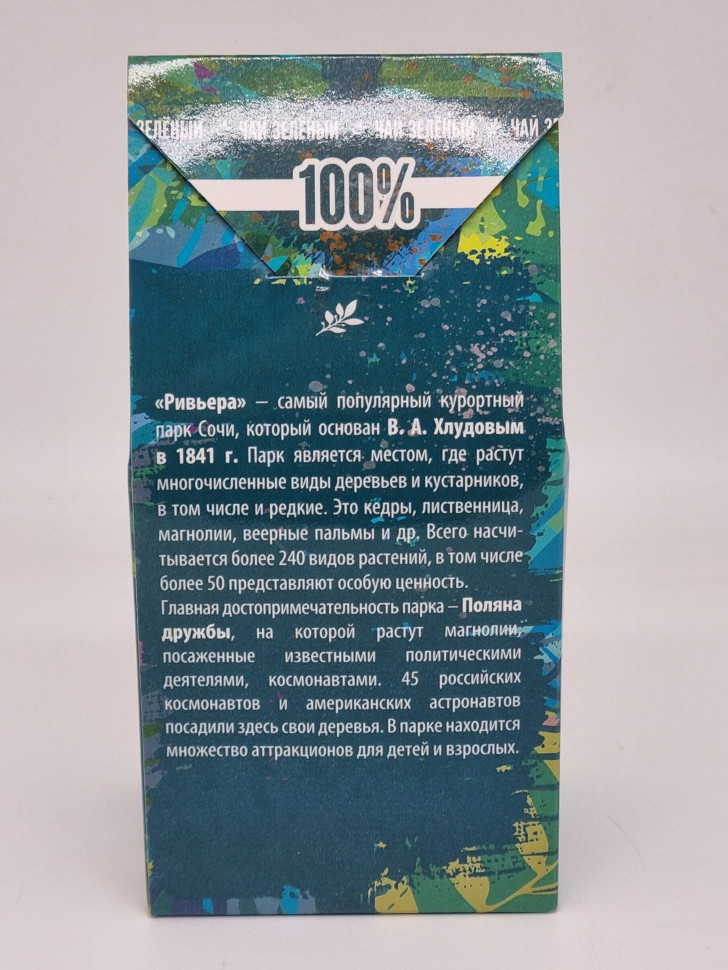 ЗЕЛЁНЫЙ ЧАЙ ЗЕЛЁНЫЙ ЧАЙ ЗЕЛЁНЫЙ ЧАЙ
100%
«Ривьера» – самый популярный курортный
парк Сочи, который основан В. А. Хлудовым
в 1841 г. Парк является местом, где растут
многочисленные виды деревьев и кустарников,
в том числе и редкие. Это кедры, лиственница,
магнолии, веерные пальмы и др. Всего насчи-
тывается более 240 видов растений, в том числе
более 50 представляют особую ценность.
Главная достопримечательность парка – Поляна
дружбы, на которой растут магнолии,
посаженные известными политическими
деятелями, космонавтами. 45 российских
космонавтов и американских астронавтов
посадили здесь свои деревья. В парке находится
множество аттракционов для детей и взрослых.